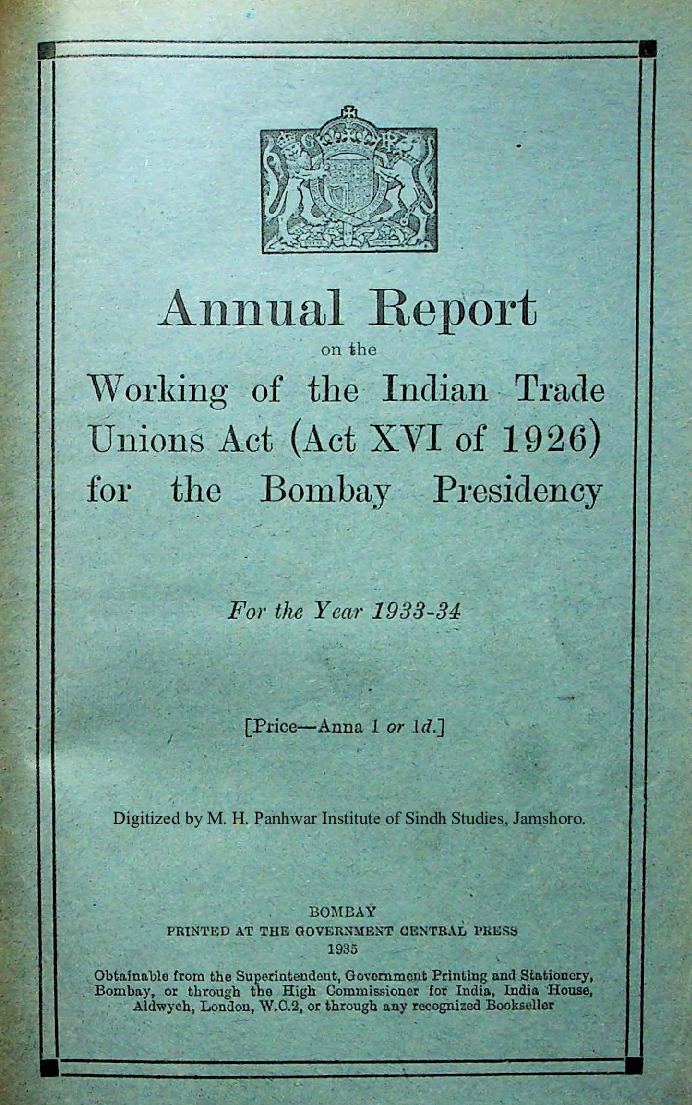 Annual Report
on the
Working of the Indian Trade
Unions Act (Act XVI of 1926)
for the Bombay Presidency
For the Year 1933-34
[Price—Anna 1 or 1d.]
Digitized by M. H. Panhwar Institute of Sindh Studies, Jamshoro.
BOMBAY
PRINTED AT THE GOVERNMENT CENTRAL PRESS
1935
Obtainable from the Superintendent, Government Printing and Stationery,
Bombay, or through the High Commissioner for India, India House,
Aldwych, London, W.C.2, or through any recognized Bookseller